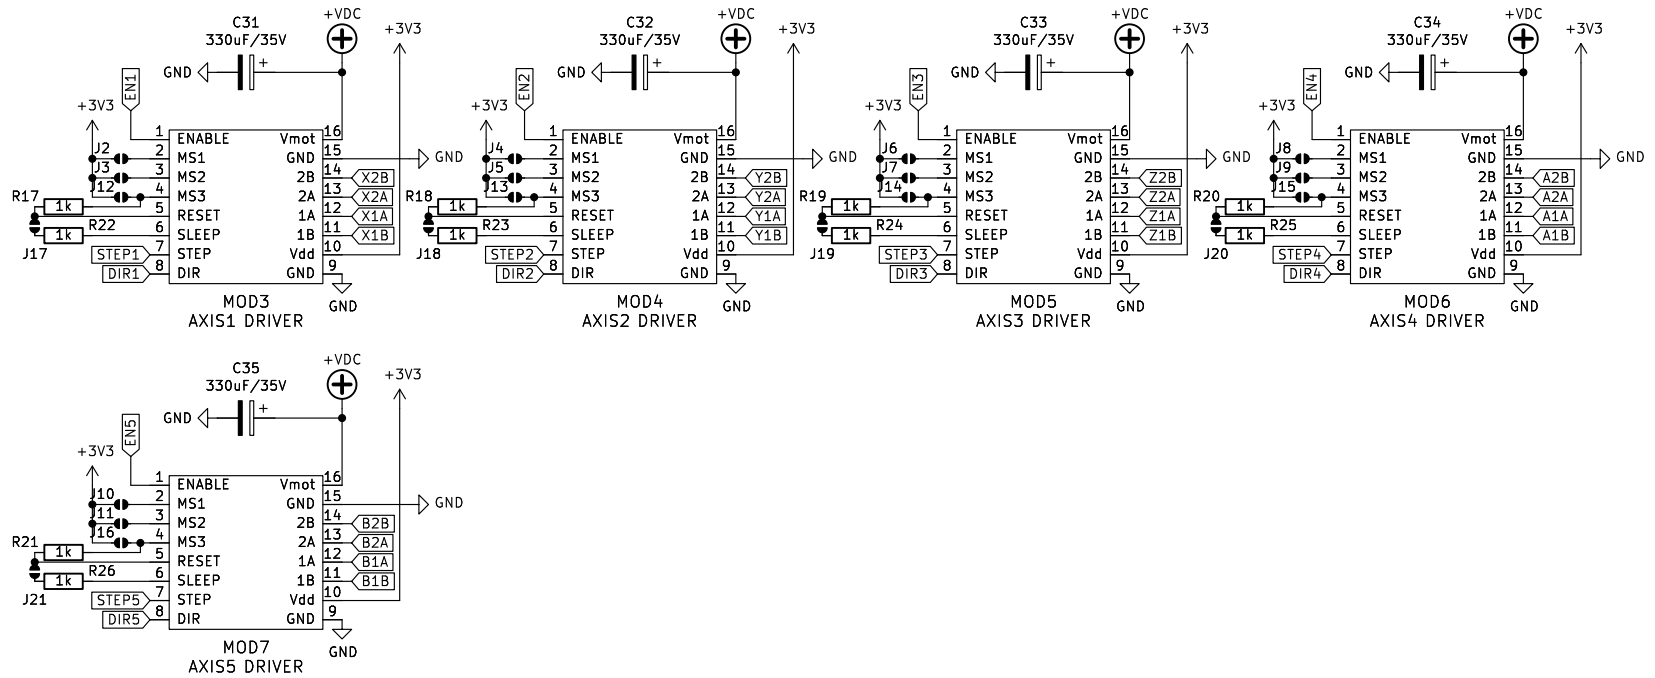 C31
330uF/35V
+VDC
+3V3
GND
EN1
+3V3
1 ENABLE Vmot 16
J2 2 MS1 GND 15 GND
J3 3 MS2 2B 14 X2B
J12 4 MS3 2A 13 X2A
R17 1k 5 RESET 1A 12 X1A
1k R22 6 SLEEP 1B 11 X1B
J17 STEP1 7 STEP Vdd 10
DIR1 8 DIR GND 9
GND
MOD3
AXIS1 DRIVER
C32
330uF/35V
+VDC
+3V3
GND
EN2
+3V3
1 ENABLE Vmot 16
J4 2 MS1 GND 15 GND
J5 3 MS2 2B 14 Y2B
J13 4 MS3 2A 13 Y2A
R18 1k 5 RESET 1A 12 Y1A
1k R23 6 SLEEP 1B 11 Y1B
J18 STEP2 7 STEP Vdd 10
DIR2 8 DIR GND 9
GND
MOD4
AXIS2 DRIVER
C33
330uF/35V
+VDC
+3V3
GND
EN3
+3V3
1 ENABLE Vmot 16
J6 2 MS1 GND 15 GND
J7 3 MS2 2B 14 Z2B
J14 4 MS3 2A 13 Z2A
R19 1k 5 RESET 1A 12 Z1A
1k R24 6 SLEEP 1B 11 Z1B
J19 STEP3 7 STEP Vdd 10
DIR3 8 DIR GND 9
GND
MOD5
AXIS3 DRIVER
C34
330uF/35V
+VDC
+3V3
GND
EN4
+3V3
1 ENABLE Vmot 16
J8 2 MS1 GND 15 GND
J9 3 MS2 2B 14 A2B
J15 4 MS3 2A 13 A2A
R20 1k 5 RESET 1A 12 A1A
1k R25 6 SLEEP 1B 11 A1B
J20 STEP4 7 STEP Vdd 10
DIR4 8 DIR GND 9
GND
MOD6
AXIS4 DRIVER
C35
330uF/35V
+VDC
+3V3
GND
EN5
+3V3
1 ENABLE Vmot 16
J10 2 MS1 GND 15 GND
J11 3 MS2 2B 14 B2B
J16 4 MS3 2A 13 B2A
R21 1k 5 RESET 1A 12 B1A
1k R26 6 SLEEP 1B 11 B1B
J21 STEP5 7 STEP Vdd 10
DIR5 8 DIR GND 9
GND
MOD7
AXIS5 DRIVER